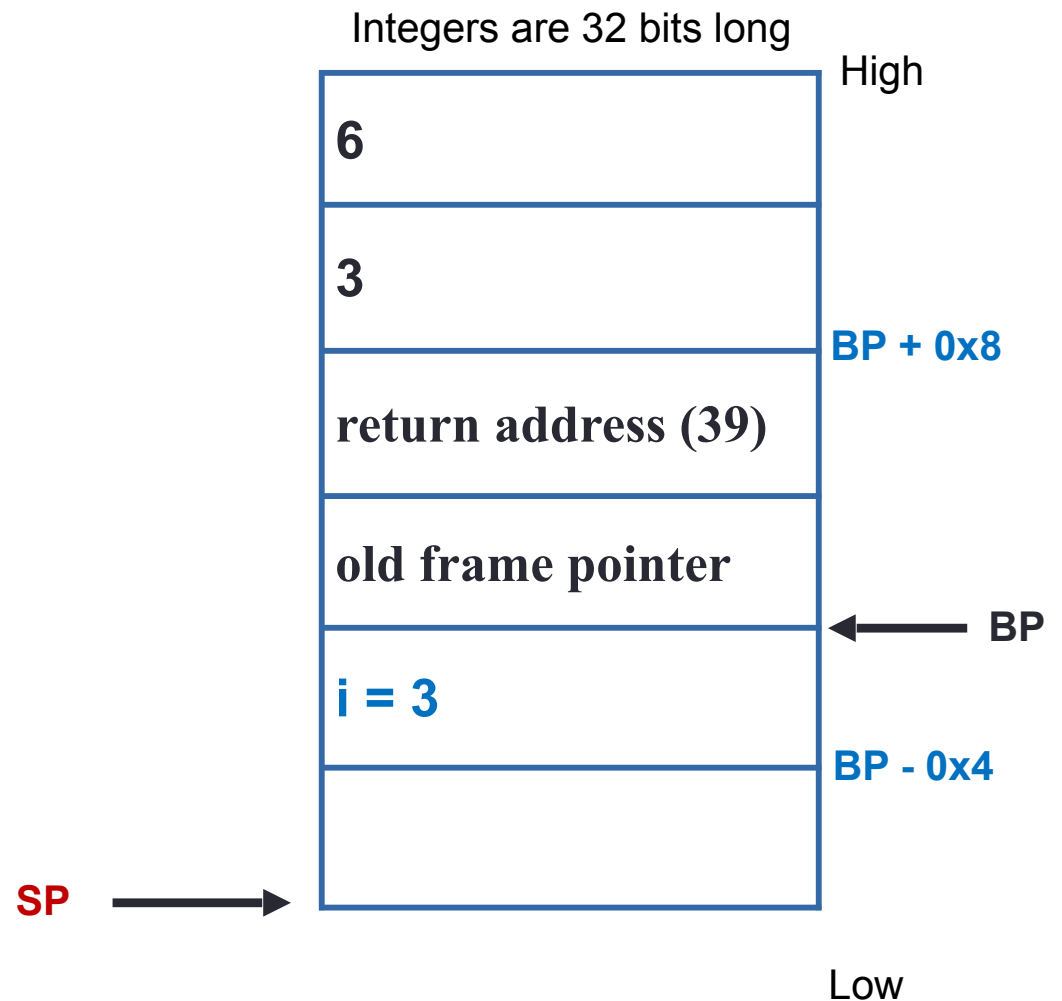 Integers are 32 bits long
High
6
3
BP + 0x8
return address (39)
old frame pointer
BP
i = 3
BP - 0x4
SP
Low